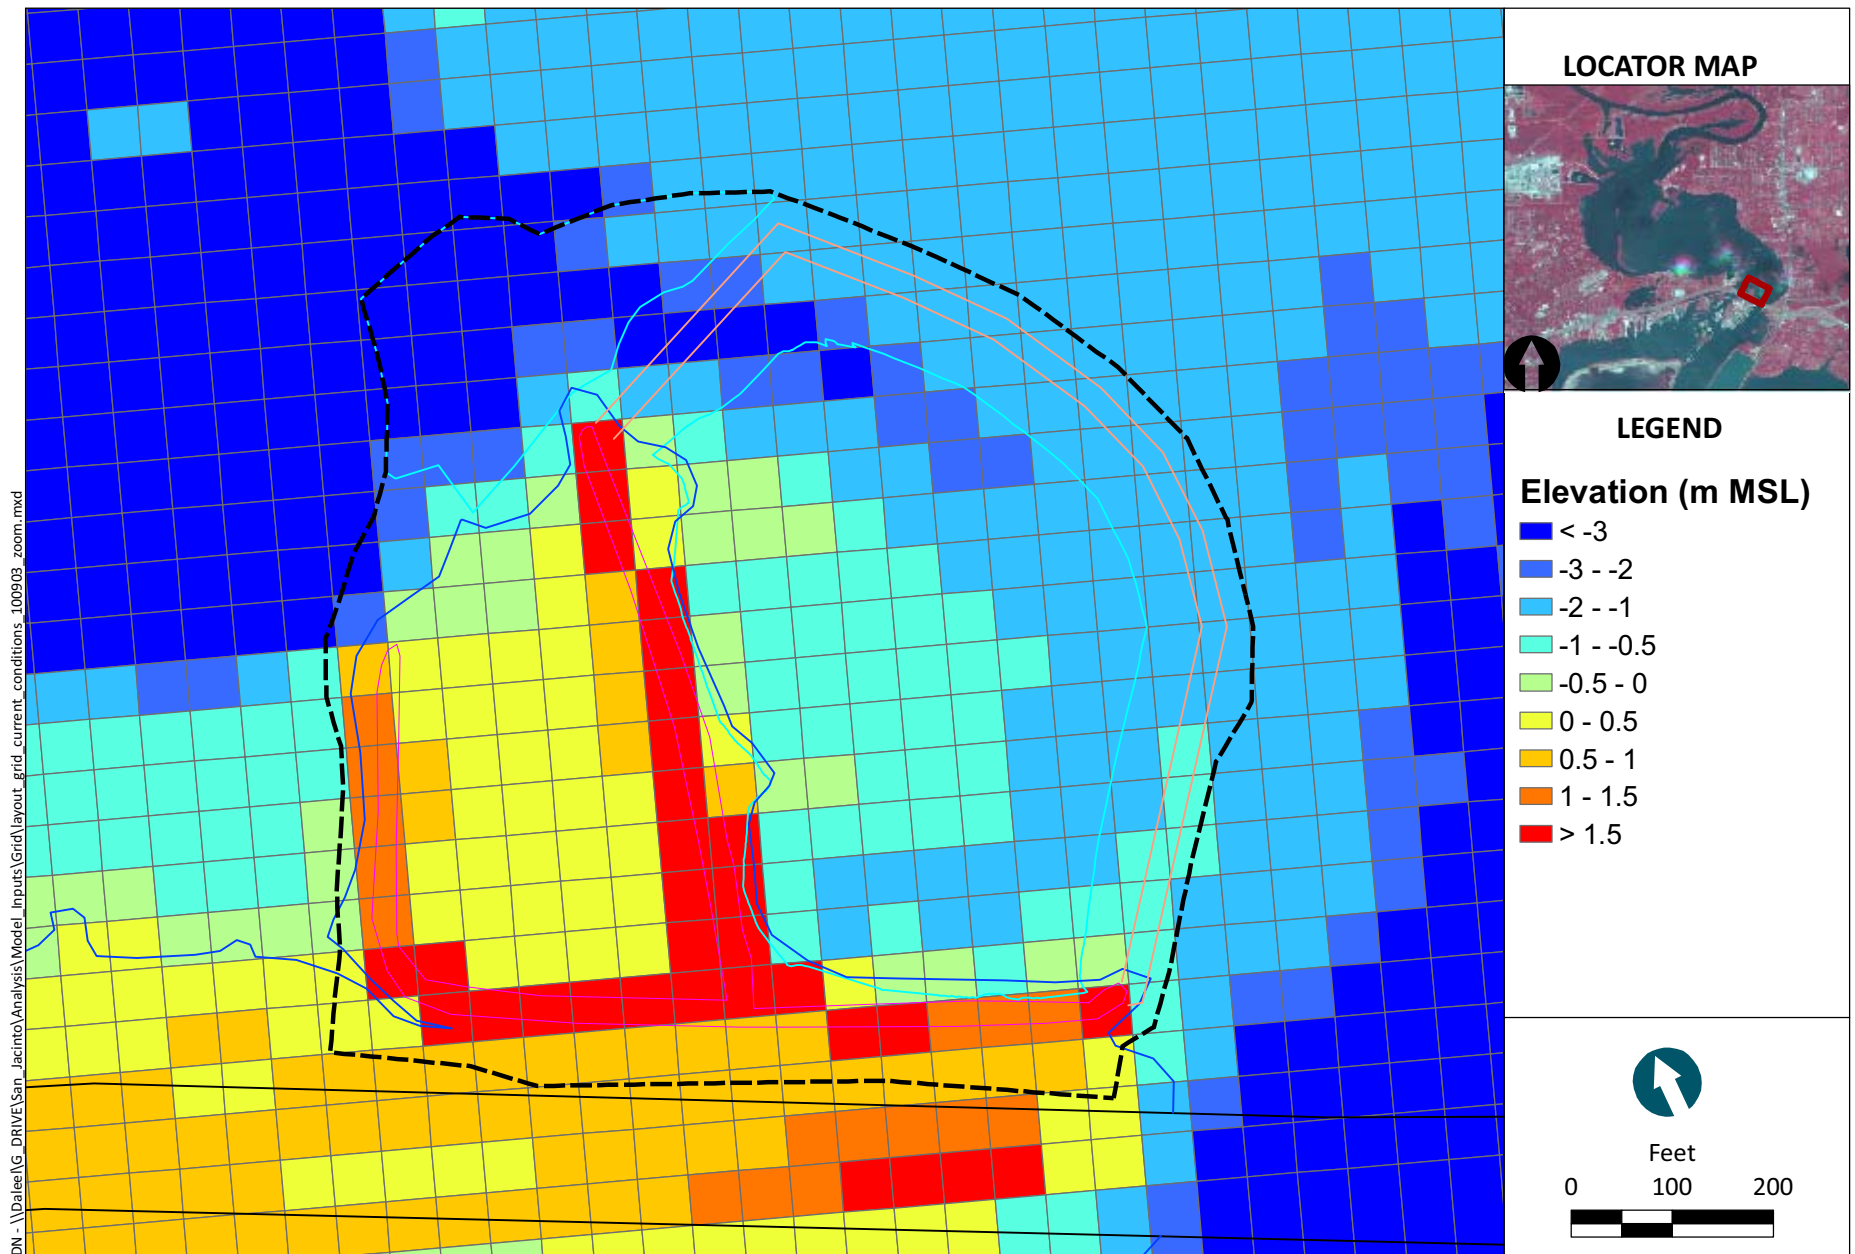 LOCATOR MAP
LEGEND
Elevation (m MSL)
< -3
-3 - -2
-2 - -1
-1 - -0.5
-0.5 - 0
0 - 0.5
0.5 - 1
1 - 1.5
> 1.5
Feet
0 100 200
DN - \\Daleel\G_DRIVE\San_Jacinto\Analysis\Model_Inputs\Grid\layout_grid_current_conditions_100903_zoom.mxd